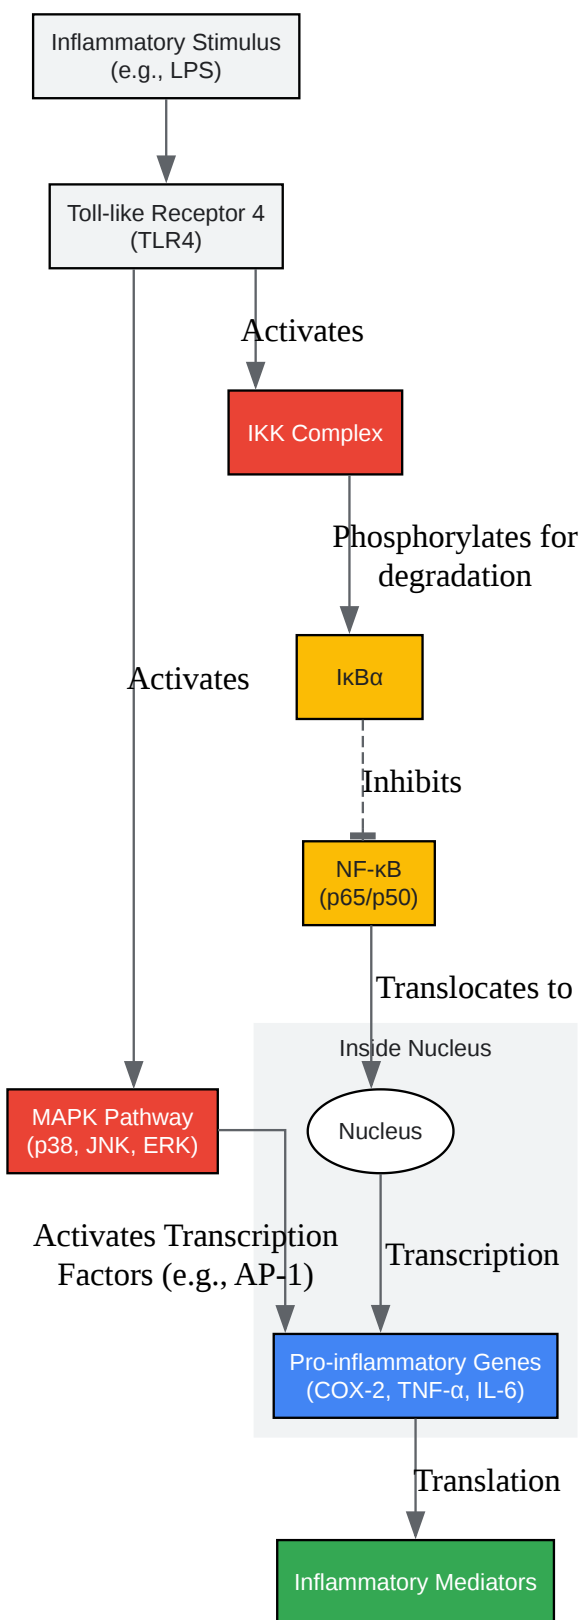 Inflammatory Stimulus
(e.g., LPS)
Toll-like Receptor 4
(TLR4)
Activates
IKK Complex
Phosphorylates for
degradation
IκBα
Activates
Inhibits
NF-κB
(p65/p50)
Translocates to
Inside Nucleus
MAPK Pathway
(p38, JNK, ERK)
Nucleus
Activates Transcription
Factors (e.g., AP-1)
Transcription
Pro-inflammatory Genes
(COX-2, TNF-α, IL-6)
Translation
Inflammatory Mediators